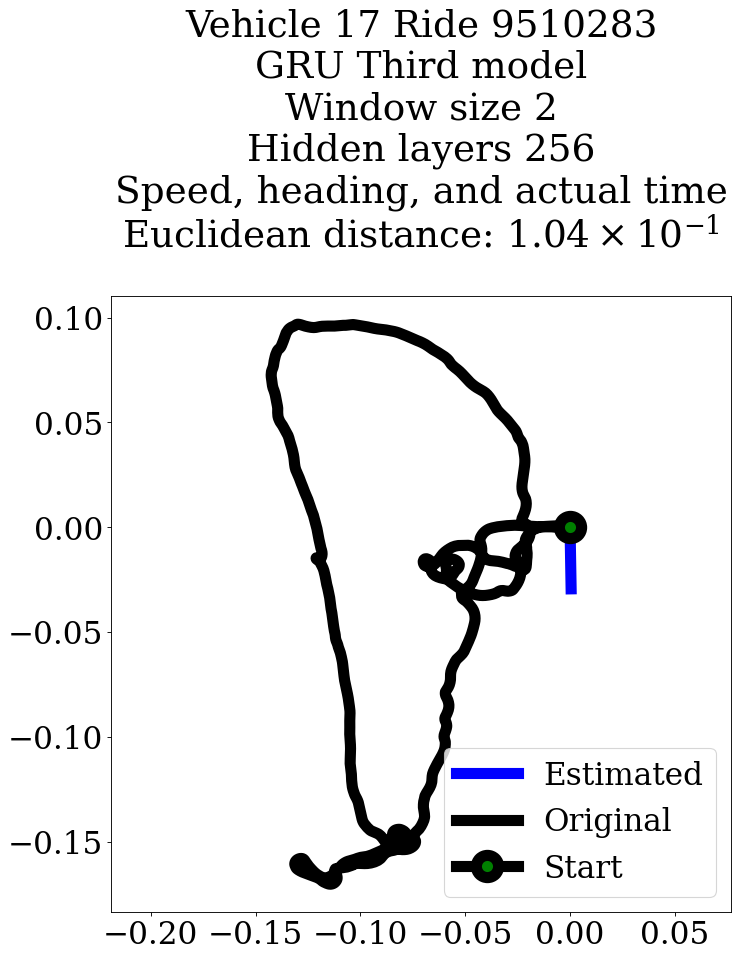 Vehicle 17 Ride 9510283
GRU Third model
Window size 2
Hidden layers 256
Speed, heading, and actual time
Euclidean distance: 1.04 × 10⁻¹
0.10
0.05
0.00
−0.05
−0.10
−0.15
Estimated
Original
Start
−0.20 −0.15 −0.10 −0.05 0.00 0.05